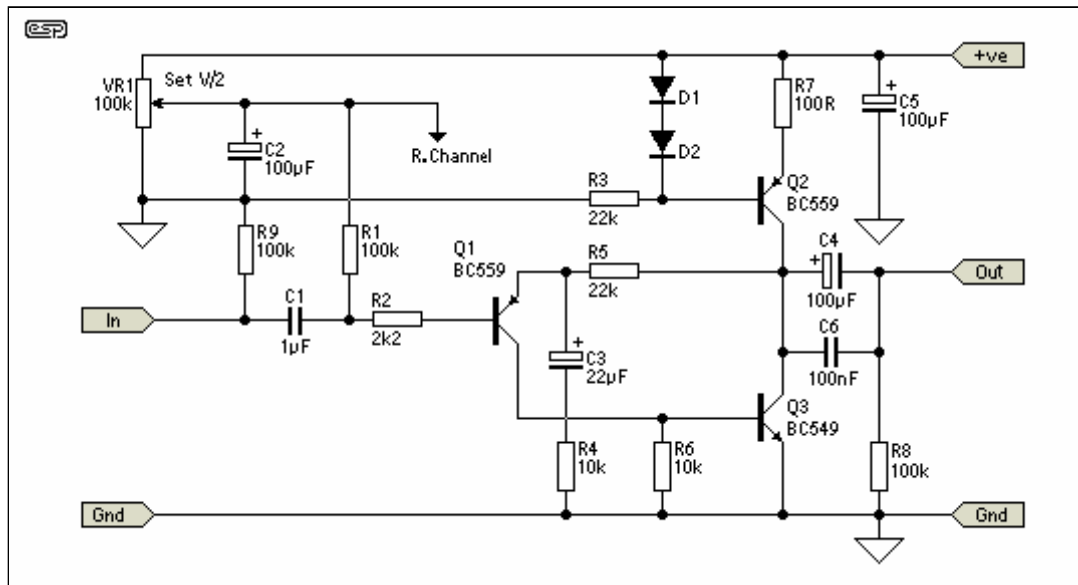 esp
+ve
VR1
100k
Set V/2
D1
R7
100R
C5
100µF
+
C2
100µF
+
R.Channel
D2
R3
22k
Q2
BC559
R9
100k
R1
100k
Q1
BC559
R5
22k
C4
100µF
+
Out
In
C1
1µF
R2
2k2
C3
22µF
+
C6
100nF
Q3
BC549
R4
10k
R6
10k
R8
100k
Gnd
Gnd